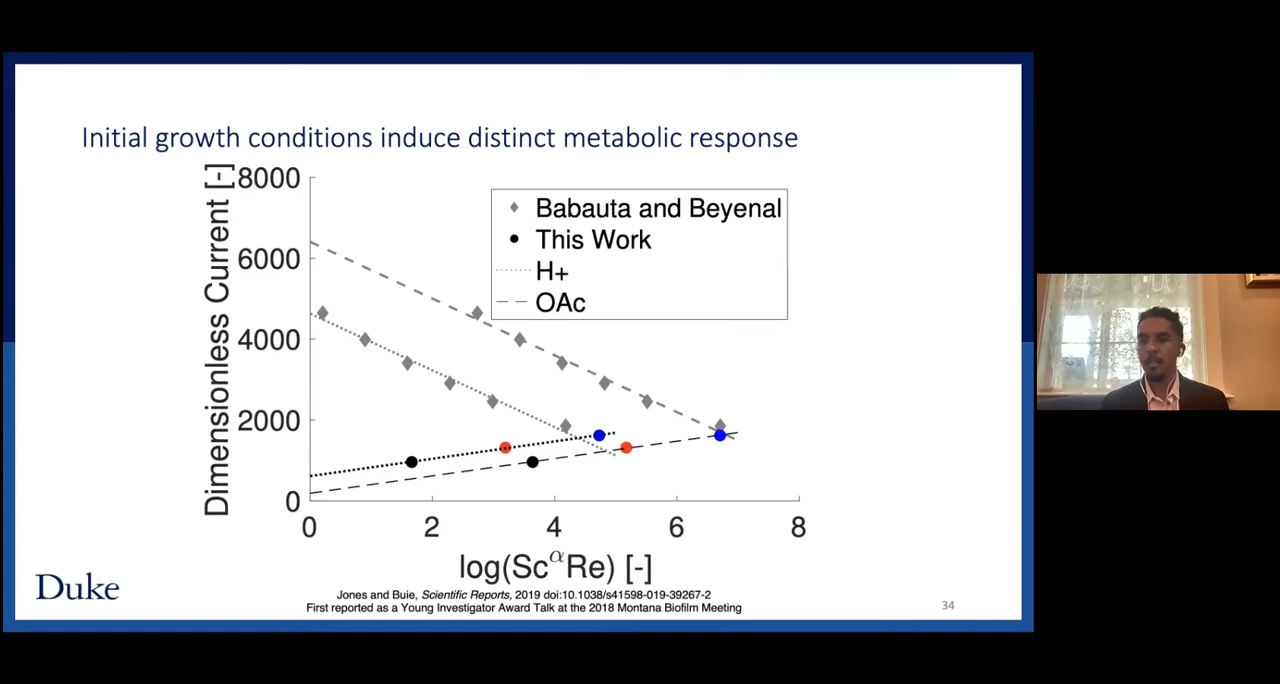 Initial growth conditions induce distinct metabolic response
Dimensionless Current [-]
8000
6000
4000
2000
0
Babauta and Beyenal
This Work
H+
OAc
0 2 4 6 8
log(Sc^αRe) [-]
Duke
Jones and Buie, Scientific Reports, 2019 doi:10.1038/s41598-019-39267-2
First reported as a Young Investigator Award Talk at the 2018 Montana Biofilm Meeting
34